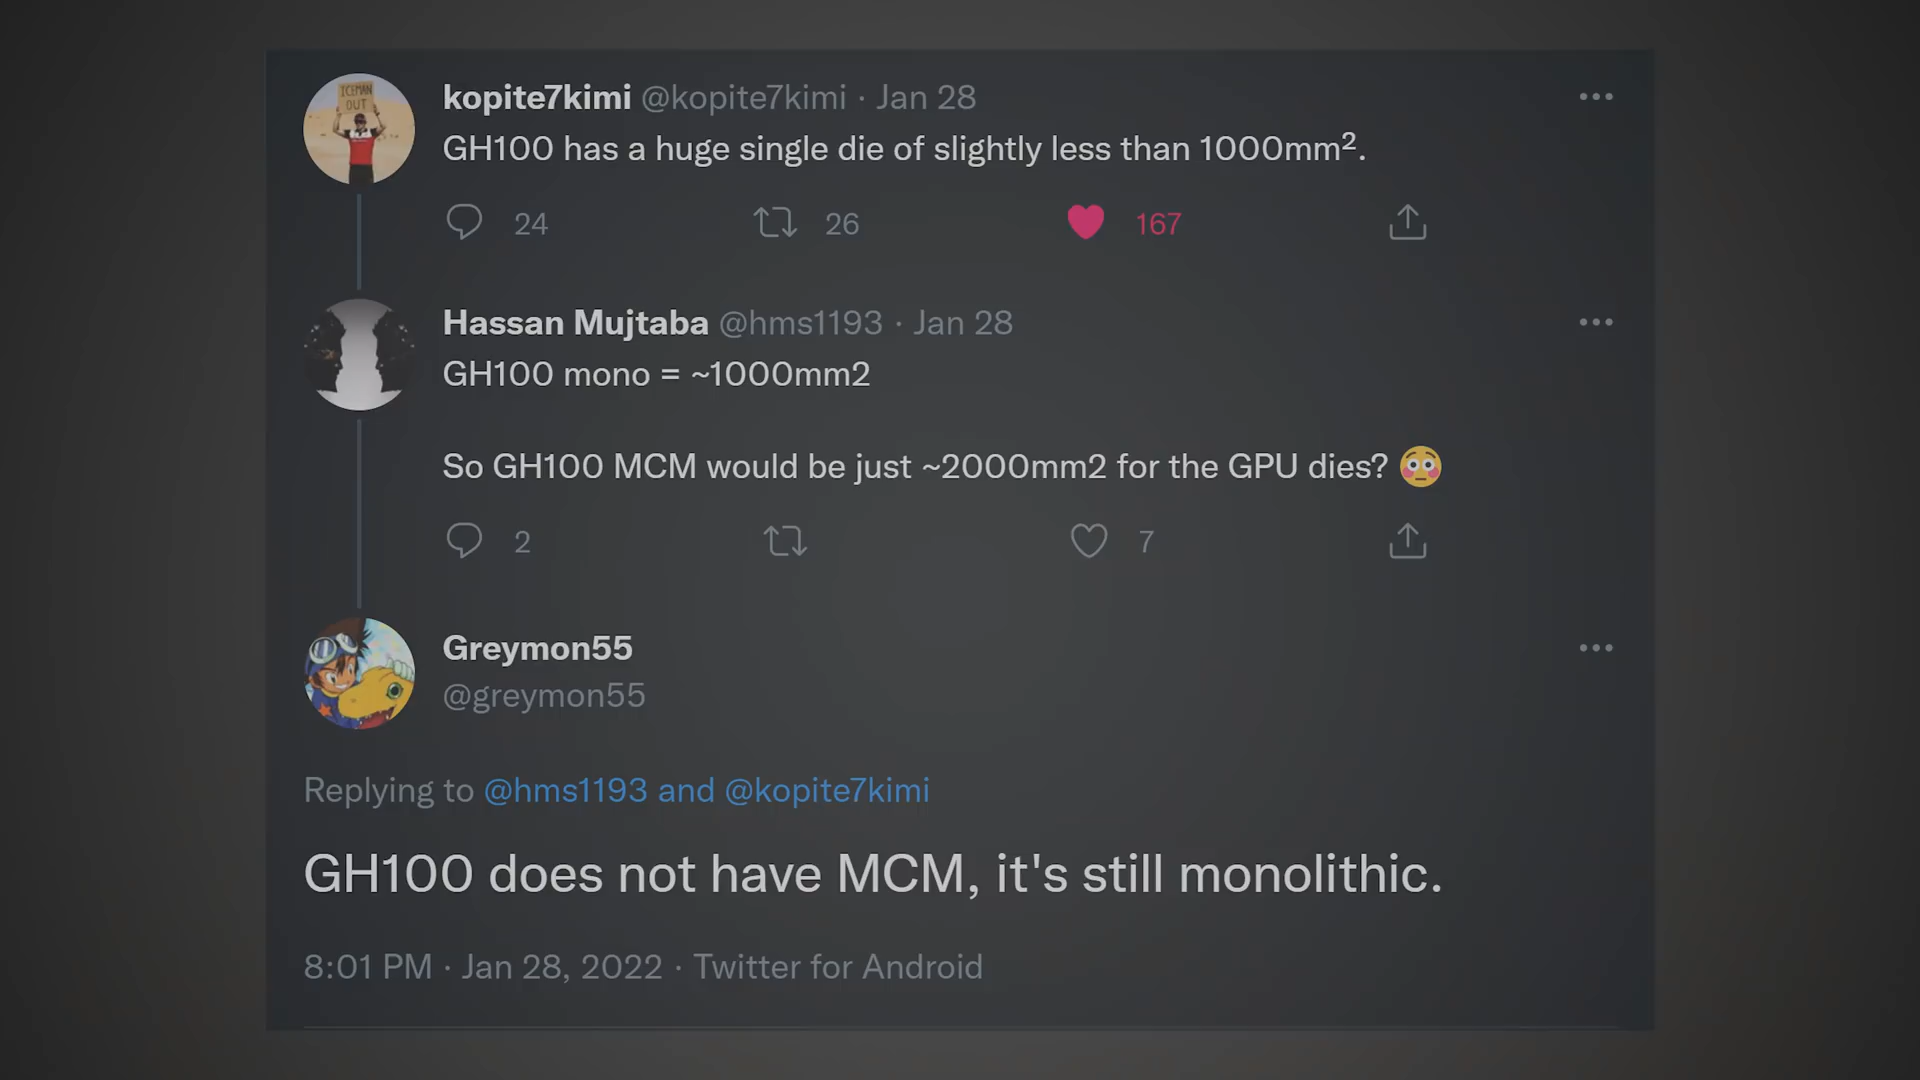 ICEMAN
OUT
kopite7kimi @kopite7kimi · Jan 28
GH100 has a huge single die of slightly less than 1000mm².
24 26 167
Hassan Mujtaba @hms1193 · Jan 28
GH100 mono = ~1000mm2
So GH100 MCM would be just ~2000mm2 for the GPU dies? 😳
2 7
Greymon55
@greymon55
Replying to @hms1193 and @kopite7kimi
GH100 does not have MCM, it's still monolithic.
8:01 PM · Jan 28, 2022 · Twitter for Android